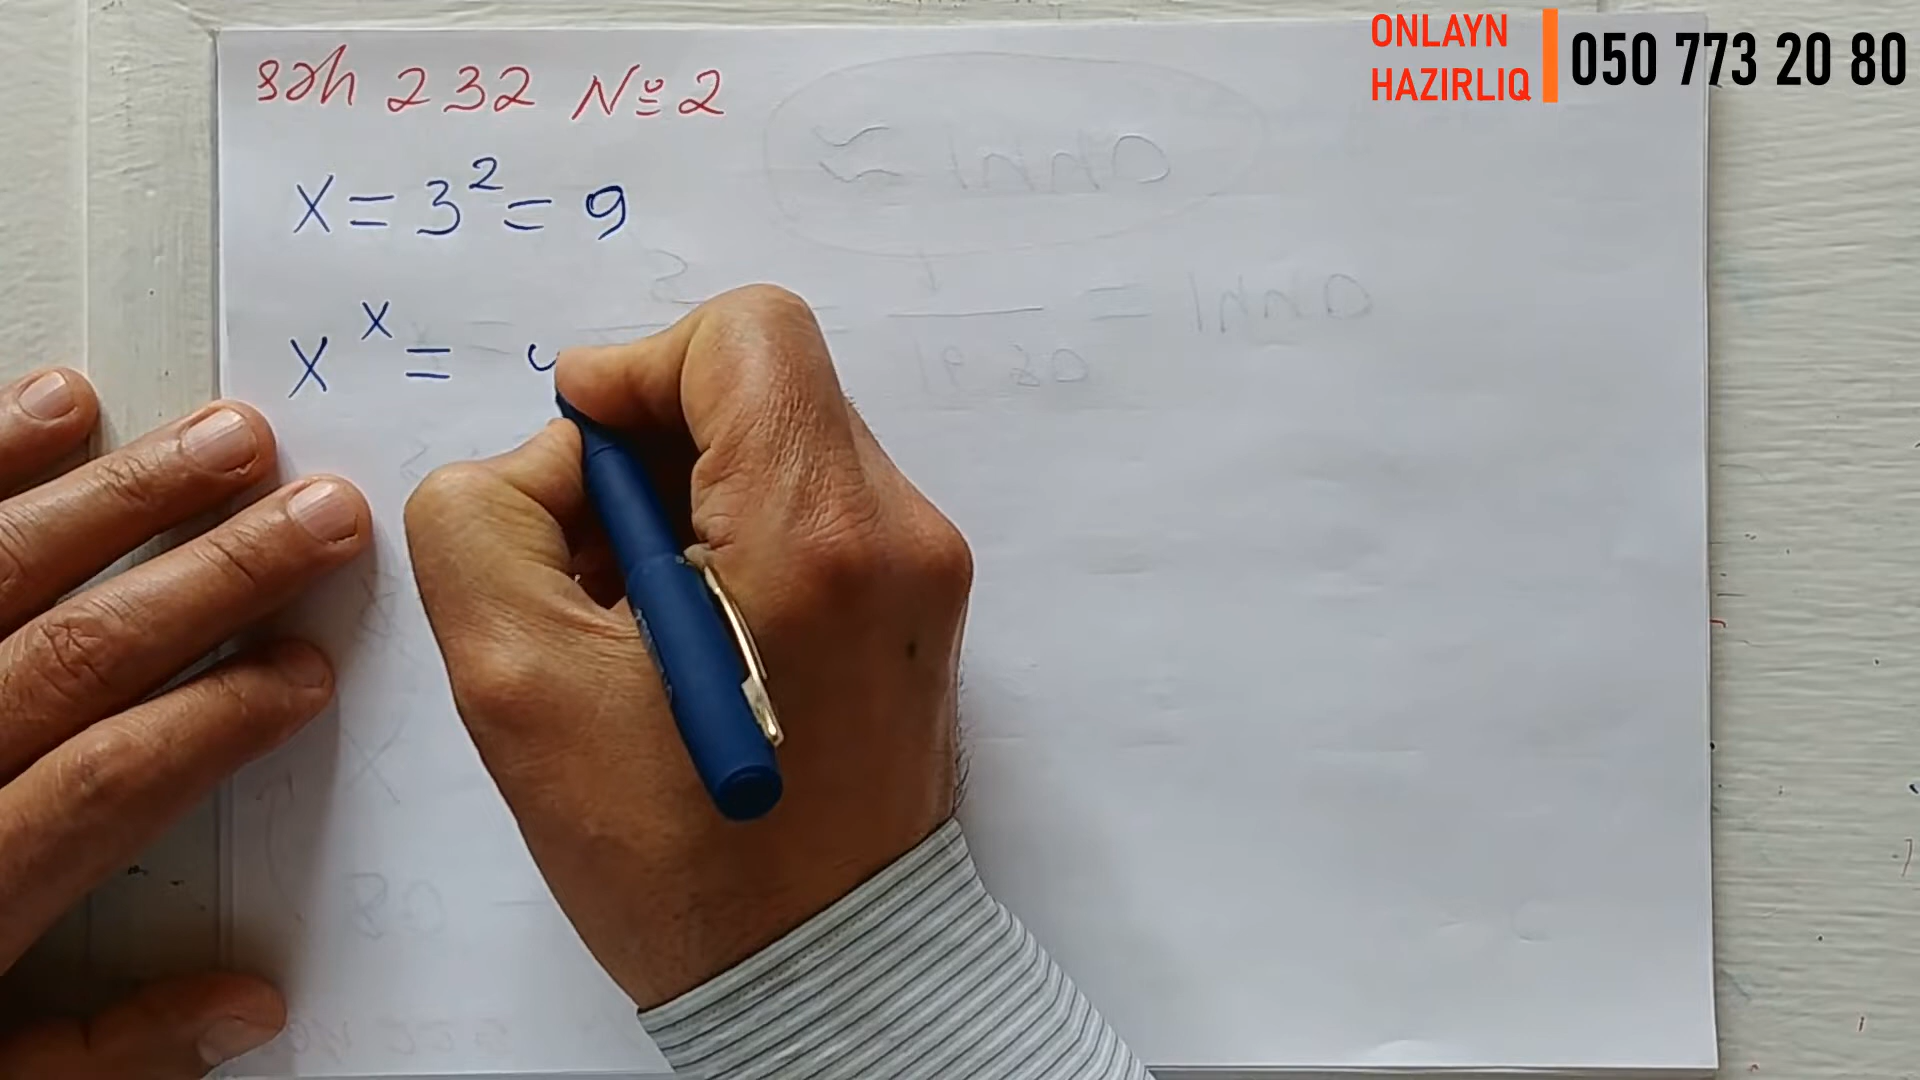 ONLAYN
HAZIRLIQ
050 773 20 80
səh 232 №2
x = 3² = 9
xˣ =